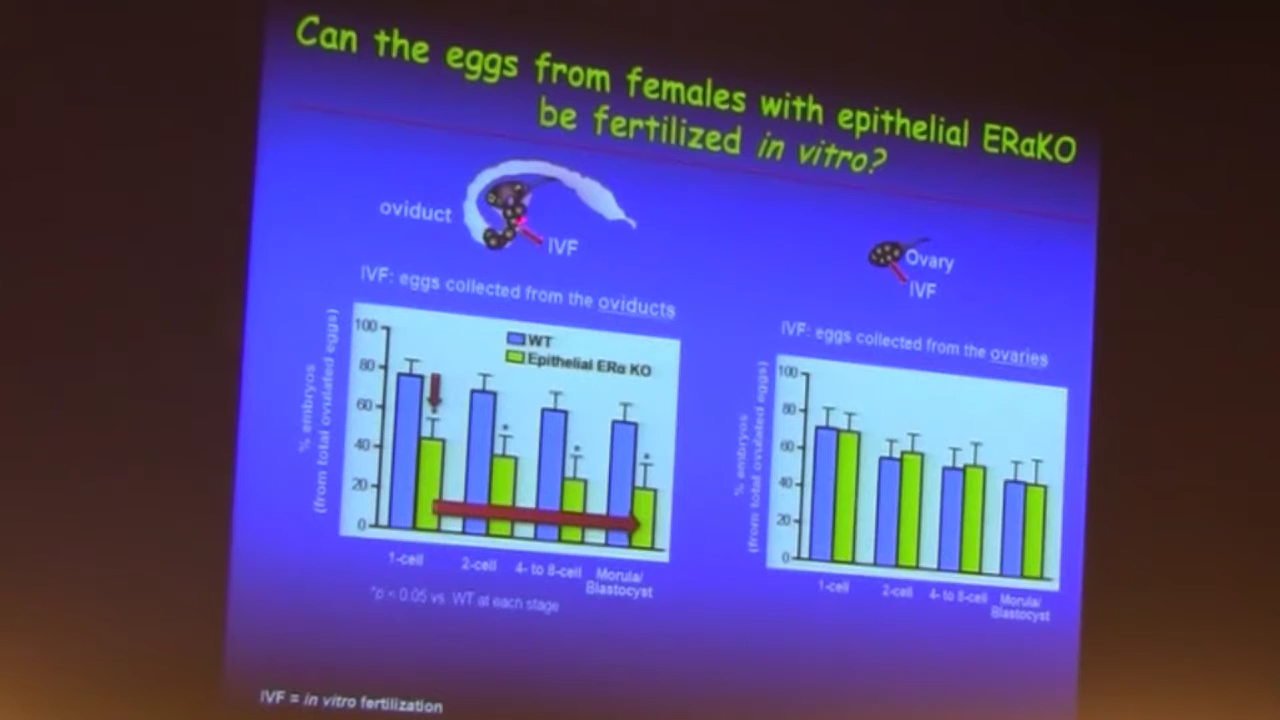 Can the eggs from females with epithelial ERαKO
be fertilized in vitro?
oviduct
IVF
IVF: eggs collected from the oviducts
% embryos
(from total ovulated eggs)
100
80
60
40
20
0
WT
Epithelial ERα KO
*
*
*
*
1-cell
2-cell
4- to 8-cell
Morula/
Blastocyst
*p < 0.05 vs. WT at each stage
Ovary
IVF
IVF: eggs collected from the ovaries
% embryos
(from total ovulated eggs)
100
80
60
40
20
0
1-cell
2-cell
4- to 8-cell
Morula/
Blastocyst
IVF = in vitro fertilization